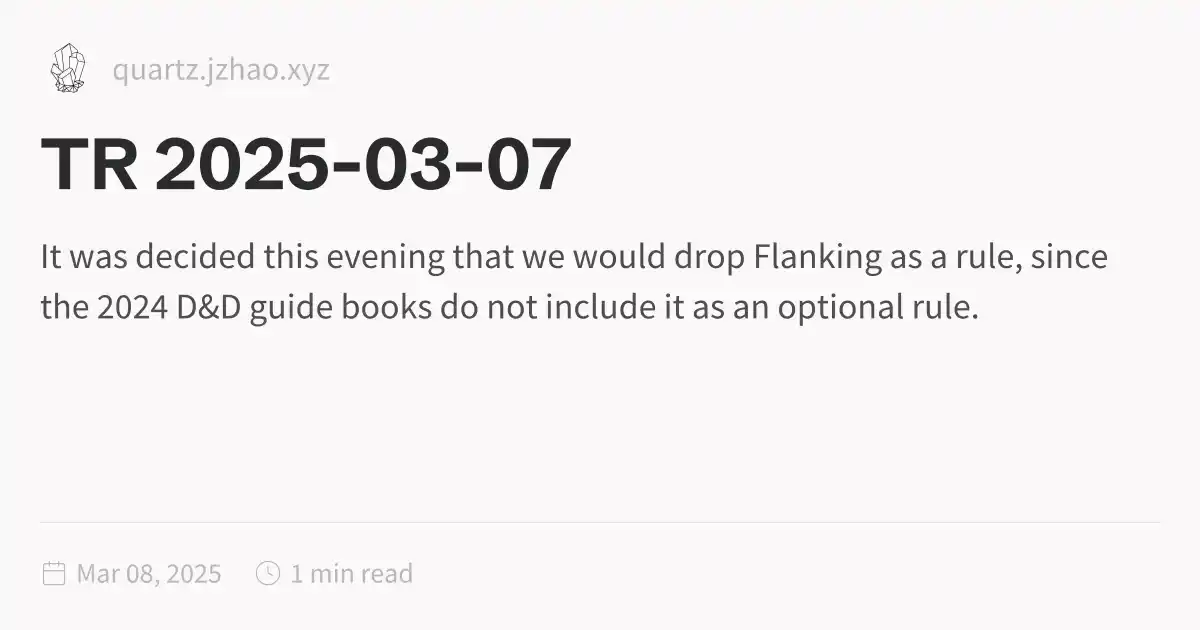 quartz.jzhao.xyz
TR 2025-03-07
It was decided this evening that we would drop Flanking as a rule, since
the 2024 D&D guide books do not include it as an optional rule.
Mar 08, 2025 1 min read